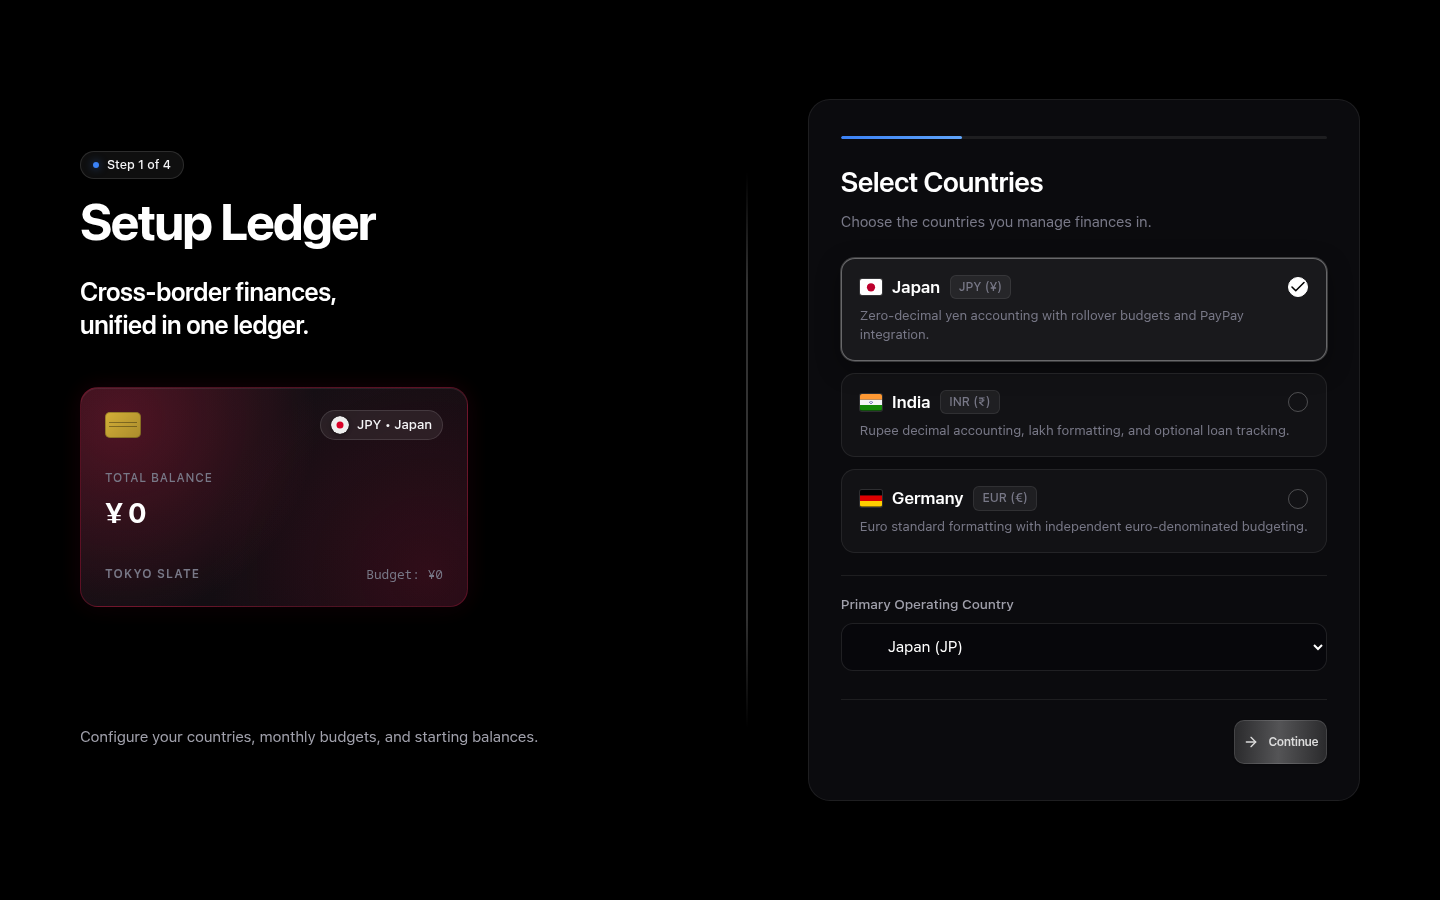 Step 1 of 4
Setup Ledger
Cross-border finances,
unified in one ledger.
JPY • Japan
TOTAL BALANCE
¥0
TOKYO SLATE
Budget: ¥0
Configure your countries, monthly budgets, and starting balances.
Select Countries
Choose the countries you manage finances in.
Japan JPY (¥)
Zero-decimal yen accounting with rollover budgets and PayPay
integration.
India INR (₹)
Rupee decimal accounting, lakh formatting, and optional loan tracking.
Germany EUR (€)
Euro standard formatting with independent euro-denominated budgeting.
Primary Operating Country
Japan (JP)
Continue